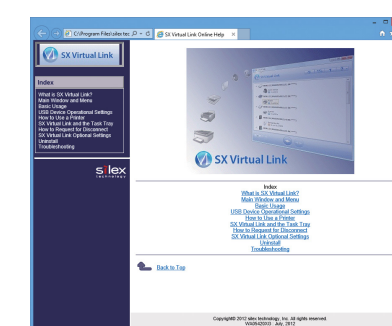 C:\Program Files\silex tec
SX Virtual Link Online Help
SX Virtual Link
Index
What is SX Virtual Link?
Main Window and Menu
Basic Usage
USB Device Operational Settings
How to Use a Printer
SX Virtual Link and the Task Tray
How to Request for Disconnect
SX Virtual Link Optional Settings
Uninstall
Troubleshooting
silex
technology
SX Virtual Link
Index
What is SX Virtual Link?
Main Window and Menu
Basic Usage
USB Device Operational Settings
How to Use a Printer
SX Virtual Link and the Task Tray
How to Request for Disconnect
SX Virtual Link Optional Settings
Uninstall
Troubleshooting
Back to Top
Copyright© 2012 silex technology, Inc. All rights reserved.
July, 2012